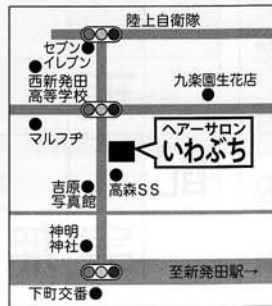 陸上自衛隊
セブン
イレブン
西新発田
高等学校
九楽園生花店
マルフヂ
ヘアーサロン
いわぶち
吉原
写真館
高森SS
神明
神社
至新発田駅→
下町交番